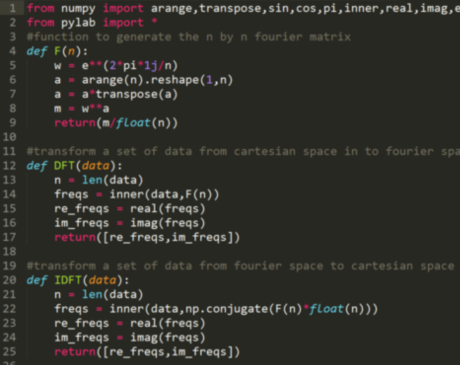 1 from numpy import arange,transpose,sin,cos,pi,inner,real,imag,e
2 from pylab import *
3 #function to generate the n by n fourier matrix
4 def F(n):
5 w = e**(2*pi*1j/n)
6 a = arange(n).reshape(1,n)
7 a = a*transpose(a)
8 m = w**a
9 return(m/float(n))
10
11 #transform a set of data from cartesian space in to fourier spa
12 def DFT(data):
13 n = len(data)
14 freqs = inner(data,F(n))
15 re_freqs = real(freqs)
16 im_freqs = imag(freqs)
17 return([re_freqs,im_freqs])
18
19 #transform a set of data from fourier space to cartesian space
20 def IDFT(data):
21 n = len(data)
22 freqs = inner(data,np.conjugate(F(n)*float(n)))
23 re_freqs = real(freqs)
24 im_freqs = imag(freqs)
25 return([re_freqs,im_freqs])